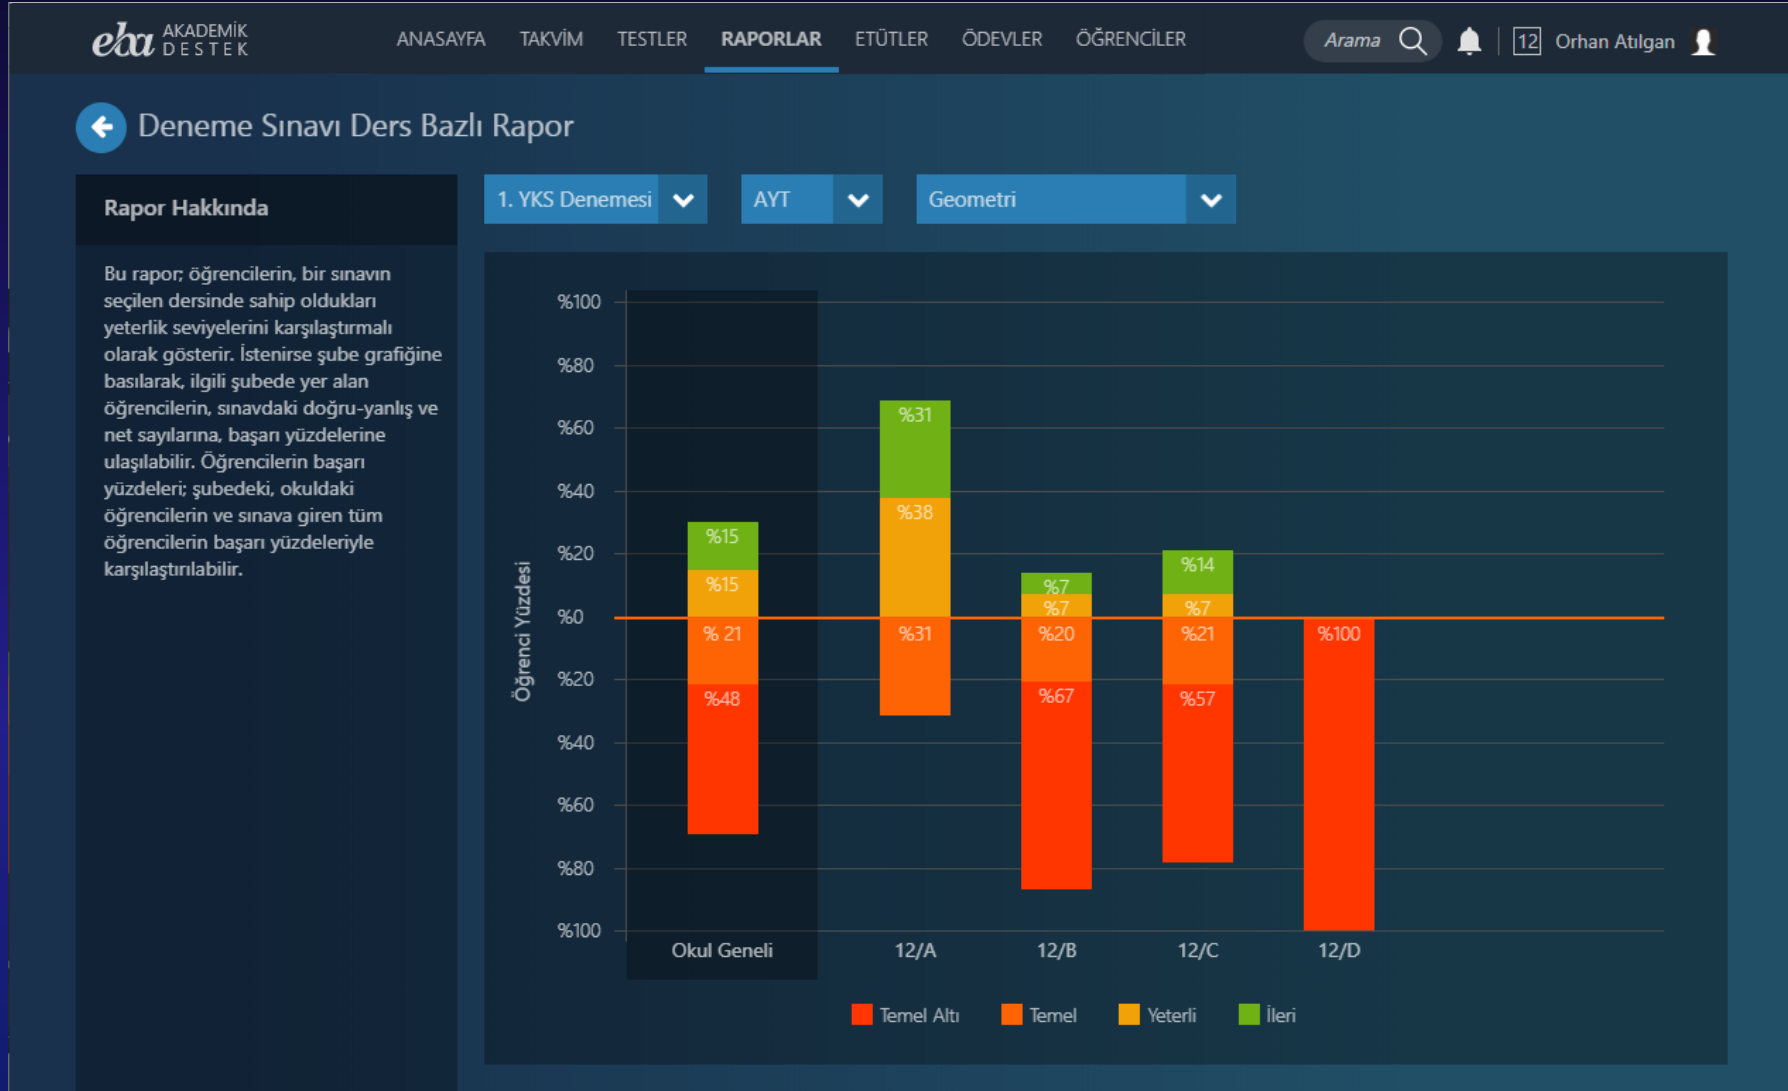 eba AKADEMİK DESTEK
ANASAYFA TAKVİM TESTLER RAPORLAR ETÜTLER ÖDEVLER ÖĞRENCİLER
Arama 12 Orhan Atılgan
Deneme Sınavı Ders Bazlı Rapor
Rapor Hakkında
Bu rapor; öğrencilerin, bir sınavın
seçilen dersinde sahip oldukları
yeterlik seviyelerini karşılaştırmalı
olarak gösterir. İstenirse şube grafiğine
basılarak, ilgili şubede yer alan
öğrencilerin, sınavdaki doğru-yanlış ve
net sayılarına, başarı yüzdelerine
ulaşılabilir. Öğrencilerin başarı
yüzdeleri; şubedeki, okuldaki
öğrencilerin ve sınava giren tüm
öğrencilerin başarı yüzdeleriyle
karşılaştırılabilir.
1. YKS Denemesi AYT Geometri
Öğrenci Yüzdesi
%100
%80
%60
%40
%20
%0
%20
%40
%60
%80
%100
%15
%15
% 21
%48
%31
%38
%31
%7
%7
%20
%67
%14
%7
%21
%57
%100
Okul Geneli 12/A 12/B 12/C 12/D
Temel Altı Temel Yeterli İleri